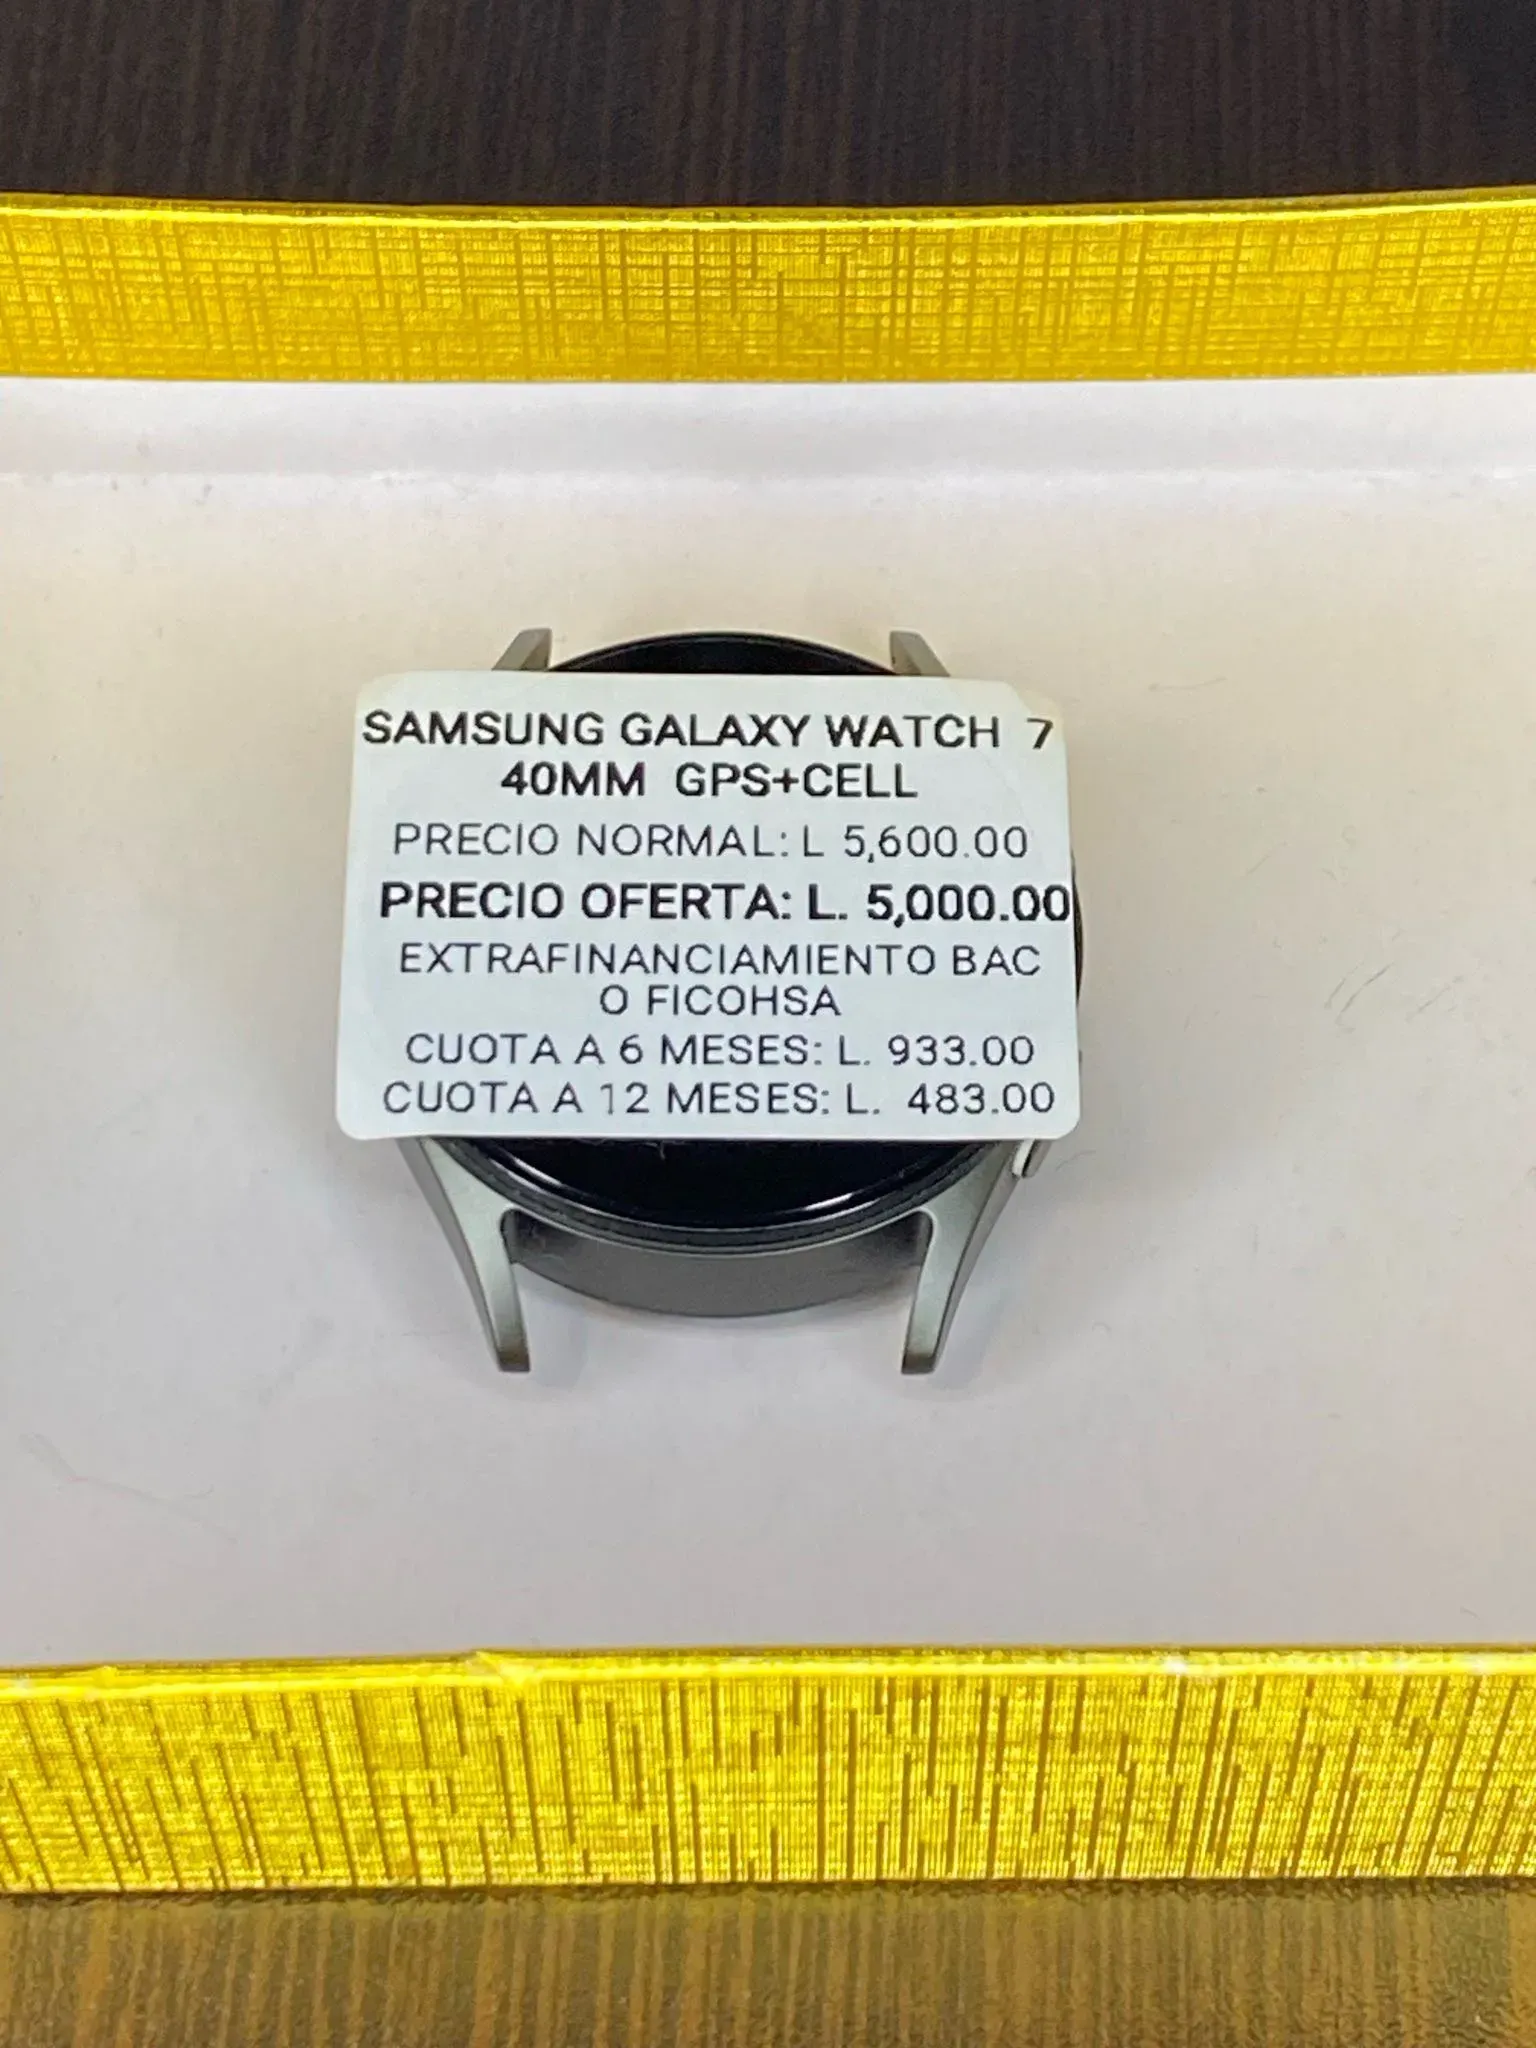 SAMSUNG GALAXY WATCH 7
40MM GPS+CELL
PRECIO NORMAL: L 5,600.00
PRECIO OFERTA: L. 5,000.00
EXTRAFINANCIAMIENTO BAC
O FICOHSA
CUOTA A 6 MESES: L. 933.00
CUOTA A 12 MESES: L. 483.00